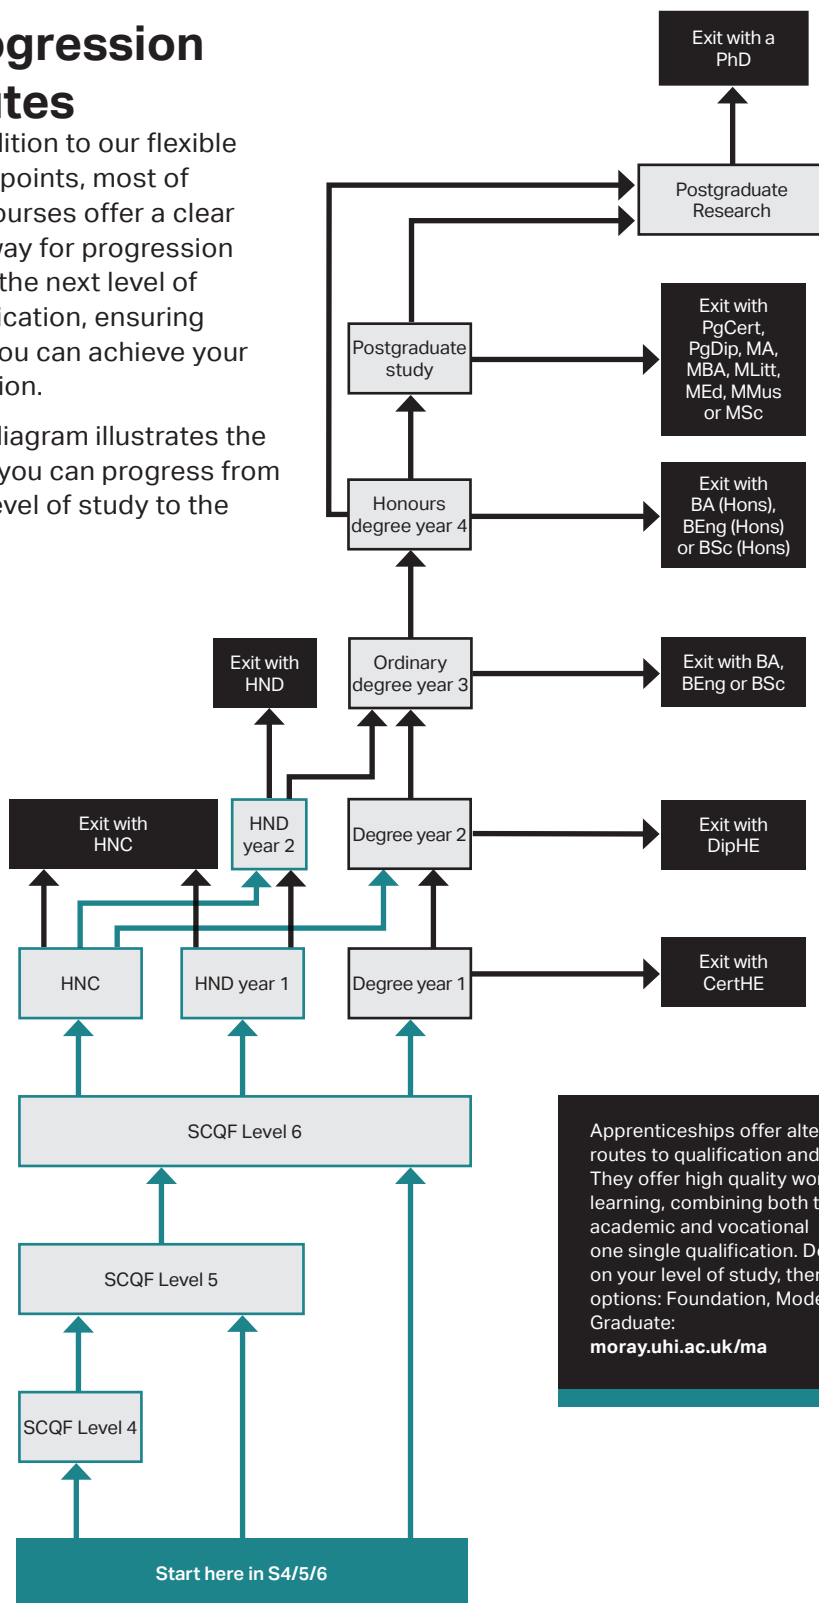 ogression
utes
lition to our flexible
points, most of
ourses offer a clear
way for progression
the next level of
ication, ensuring
ou can achieve your
ion.
liagram illustrates the
you can progress from
evel of study to the
Exit with a
PhD
Postgraduate
Research
Postgraduate
study
Exit with
PgCert,
PgDip, MA,
MBA, MLitt,
MEd, MMus
or MSc
Honours
degree year 4
Exit with
BA (Hons),
BEng (Hons)
or BSc (Hons)
Exit with
HND
Ordinary
degree year 3
Exit with BA,
BEng or BSc
Exit with
HNC
HND
year 2
Degree year 2
Exit with
DipHE
HNC
HND year 1
Degree year 1
Exit with
CertHE
SCQF Level 6
SCQF Level 5
SCQF Level 4
Start here in S4/5/6
Apprenticeships offer alte
routes to qualification and
They offer high quality wor
learning, combining both t
academic and vocational
one single qualification. De
on your level of study, ther
options: Foundation, Mode
Graduate:
moray.uhi.ac.uk/ma